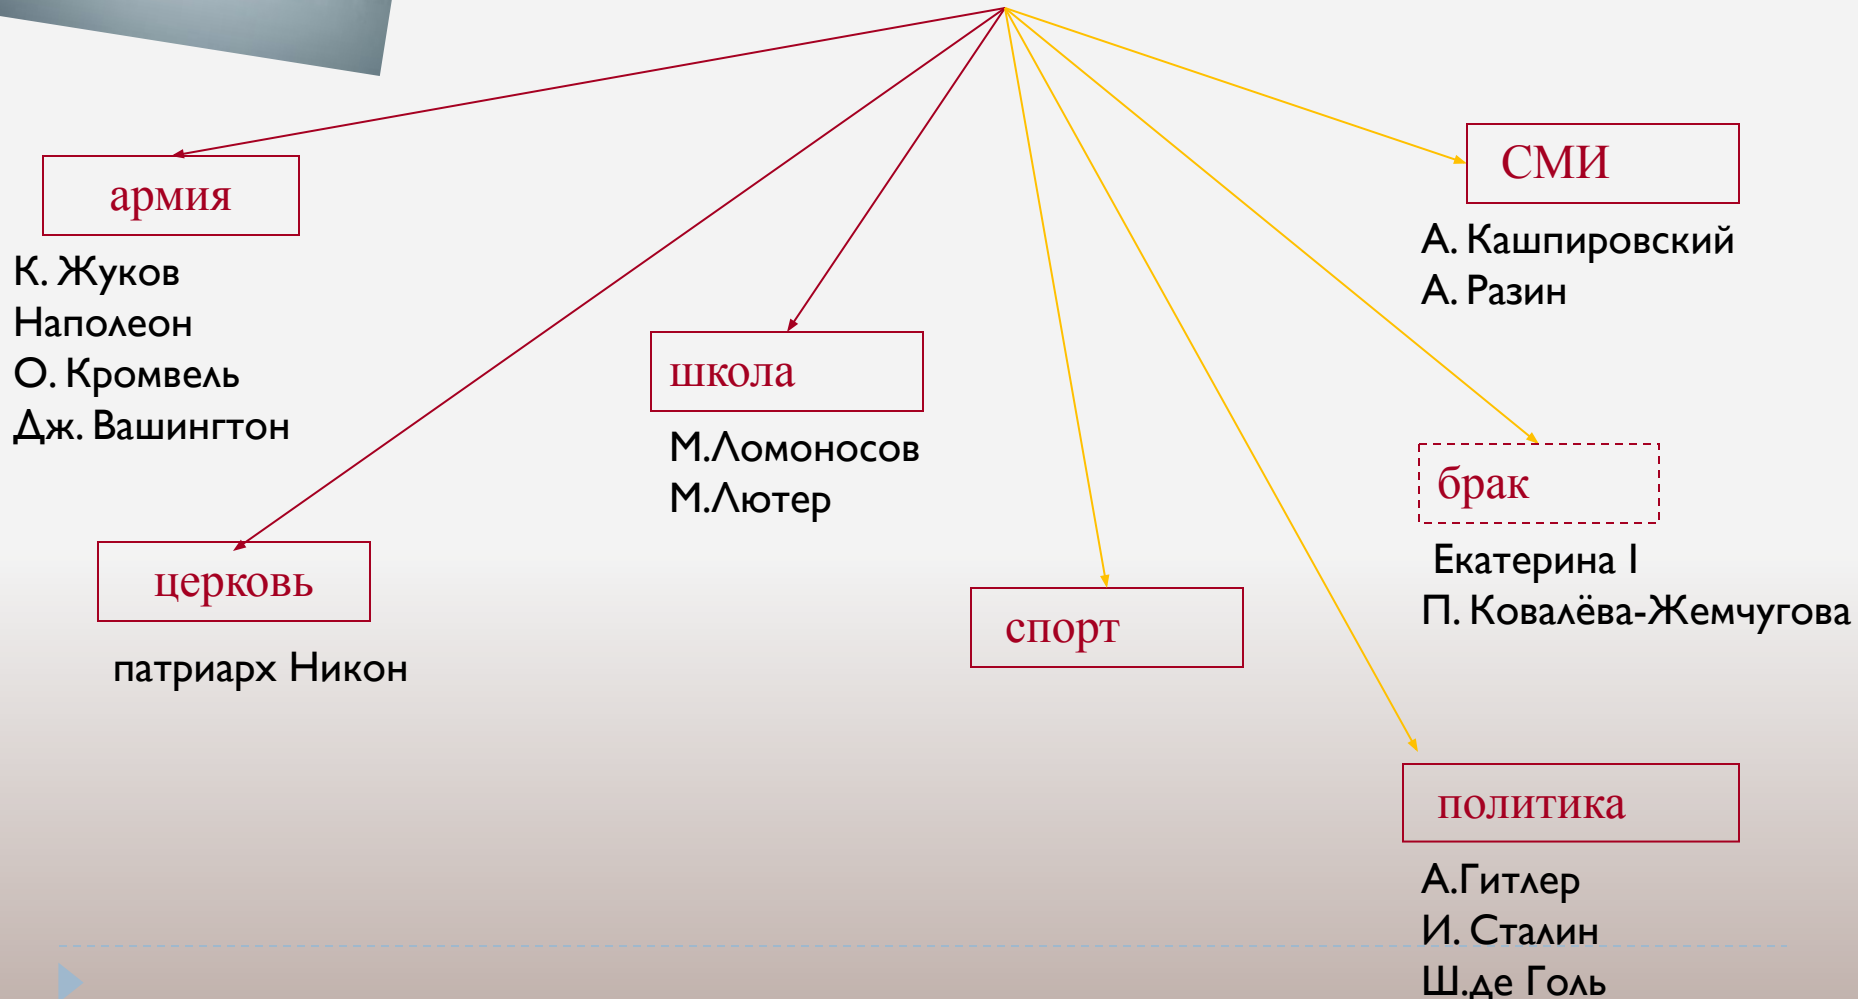 армия
К. Жуков
Наполеон
О. Кромвель
Дж. Вашингтон
церковь
патриарх Никон
школа
М.Ломоносов
М.Лютер
спорт
СМИ
А. Кашпировский
А. Разин
брак
Екатерина I
П. Ковалёва-Жемчугова
политика
А.Гитлер
И. Сталин
Ш.де Голь